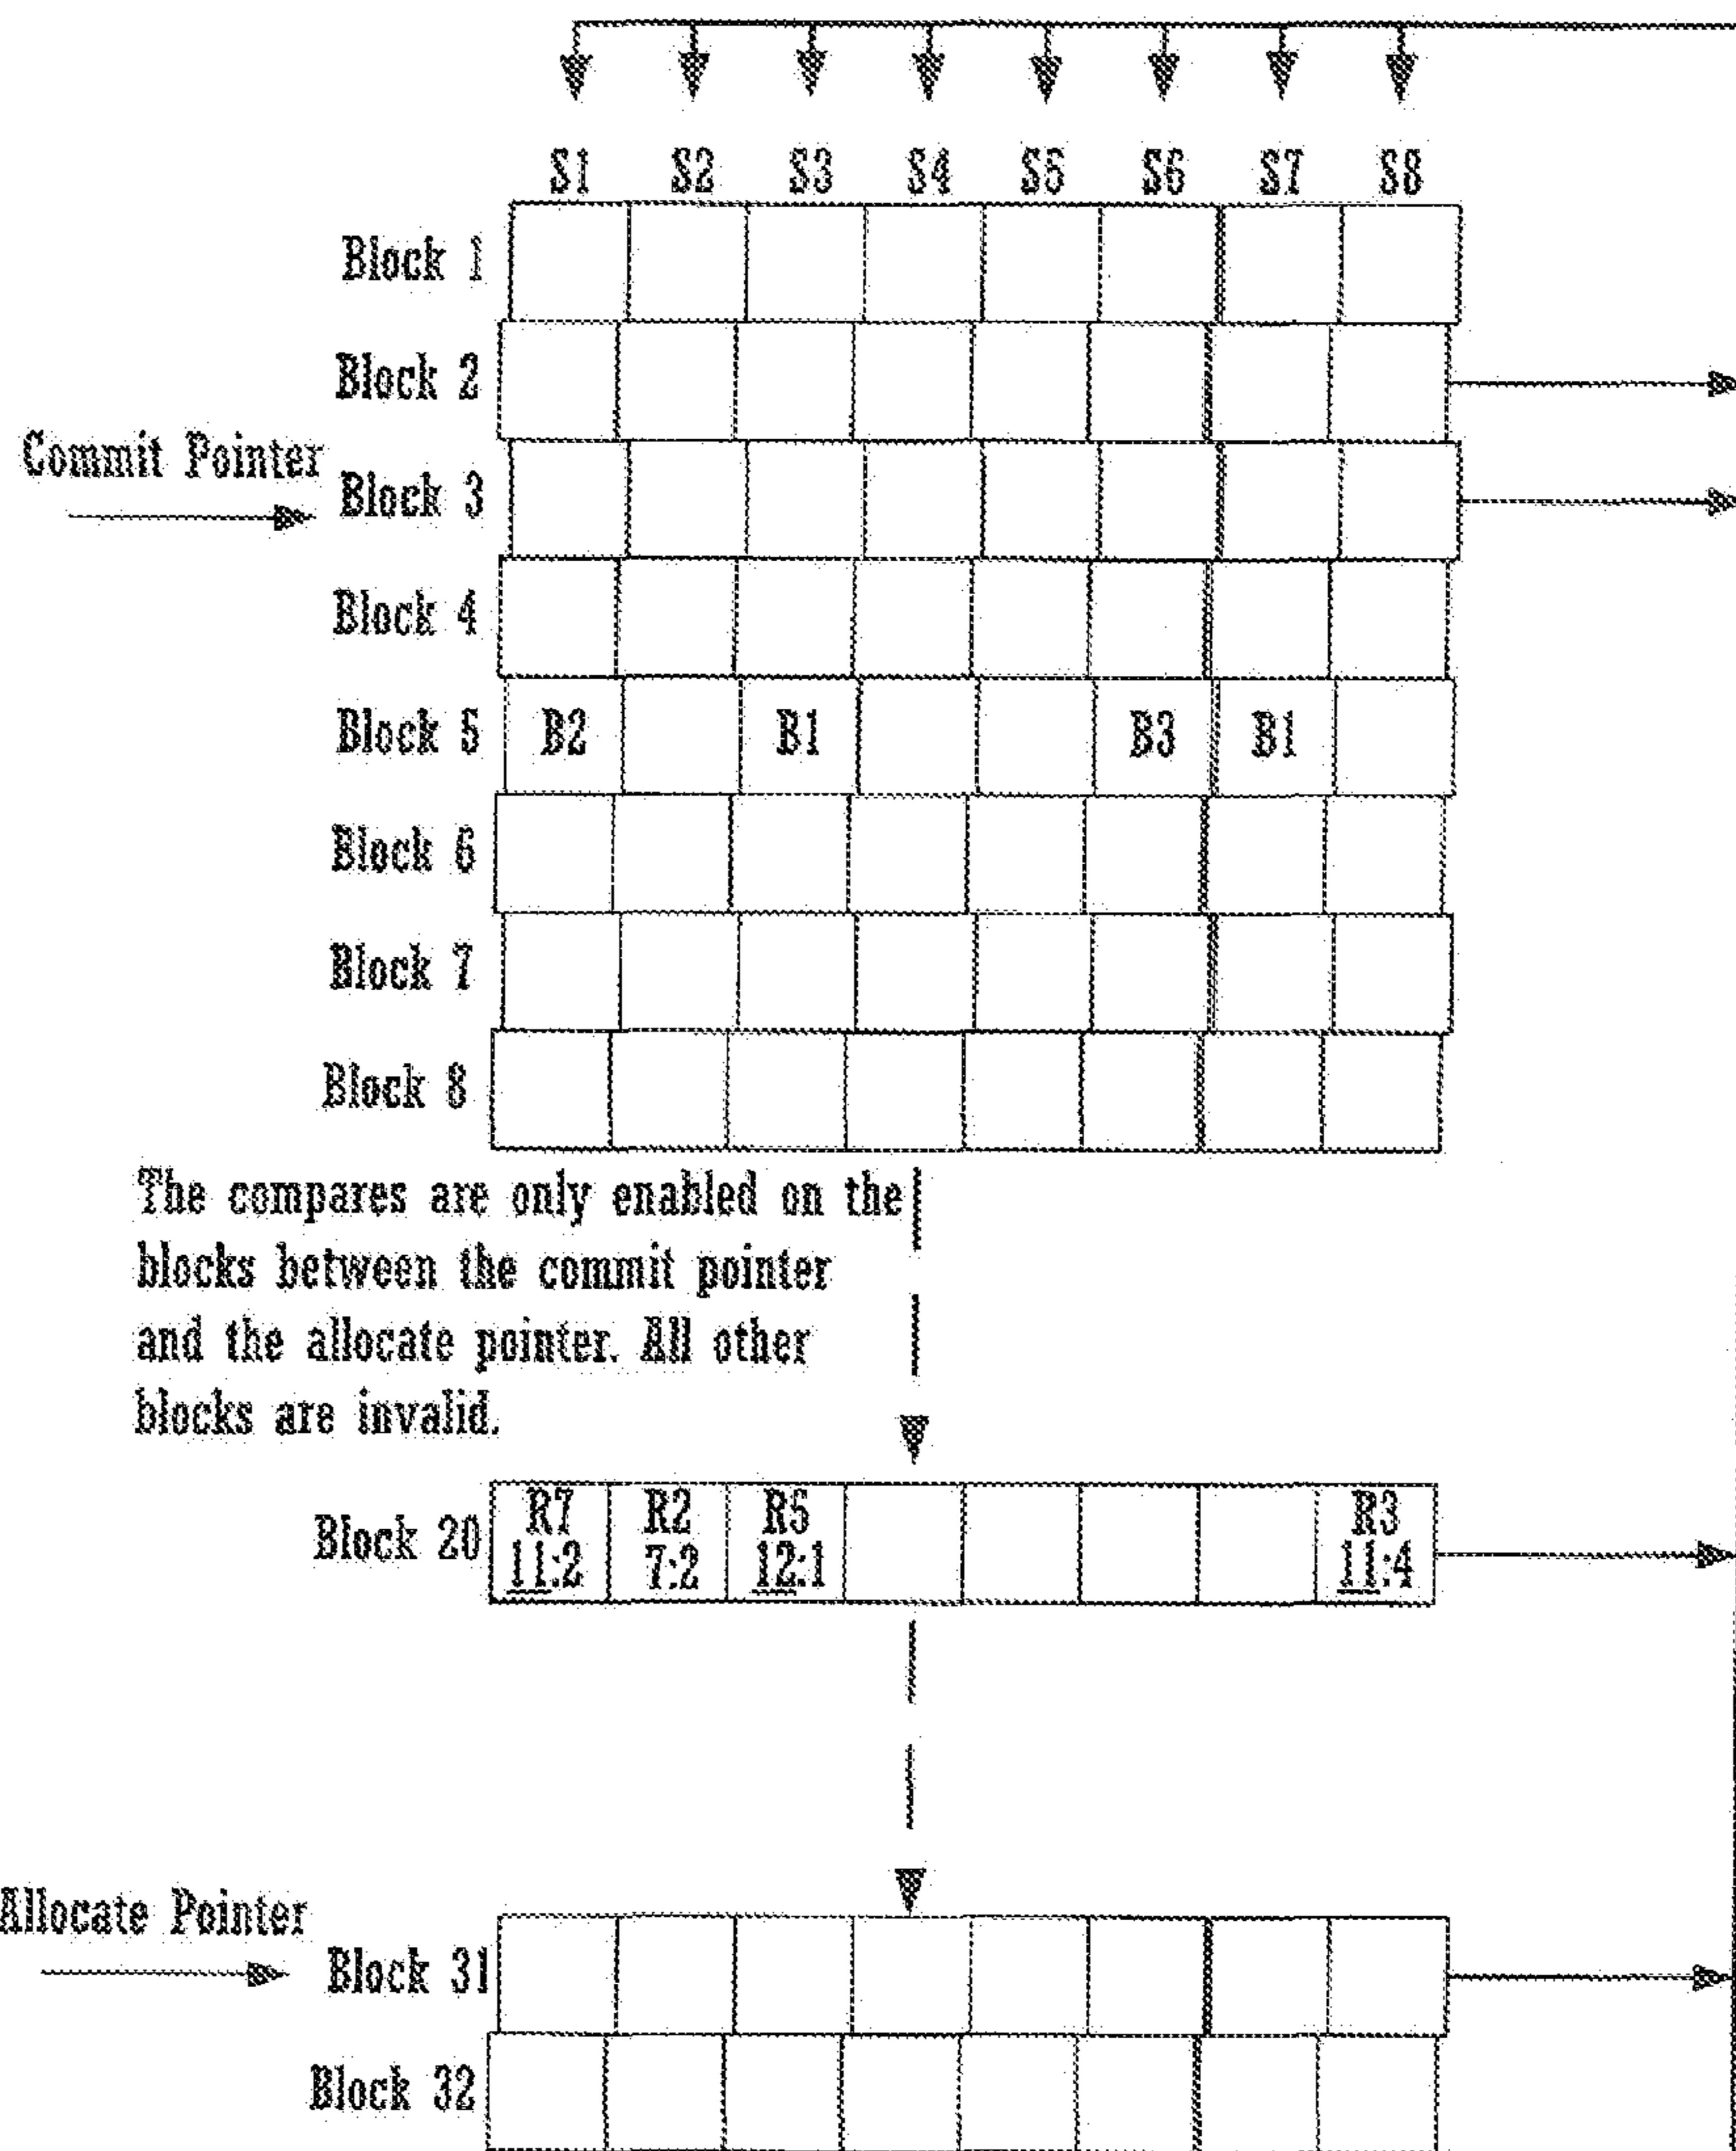 S1 S2 S3 S4 S5 S6 S7 S8
Block 1
Block 2
Commit Pointer
Block 3
Block 4
Block 5 B2 B1 B3 B1
Block 6
Block 7
Block 8
The compares are only enabled on the
blocks between the commit pointer
and the allocate pointer. All other
blocks are invalid.
R7 R2 R5 R3
Block 20
11:2 7:2 12:1 11:4
Allocate Pointer
Block 31
Block 32